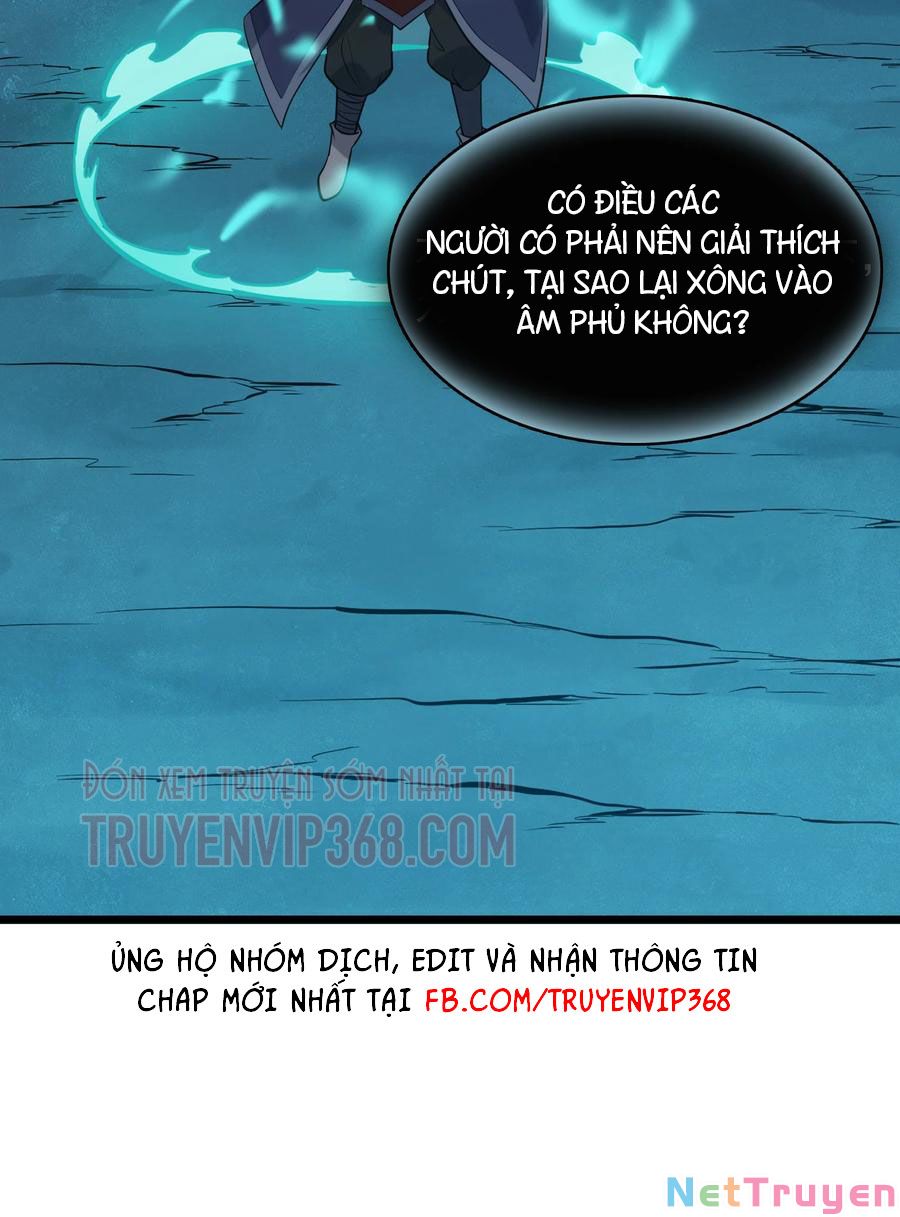 CÓ ĐIỀU CÁC
NGƯỜI CÓ PHẢI NÊN GIẢI THÍCH
CHÚT, TẠI SAO LẠI XÔNG VÀO
ÂM PHỦ KHÔNG?
ĐÓN XEM TRUYỆN SỚM NHẤT TẠI
TRUYENVIP368.COM
ỦNG HỘ NHÓM DỊCH, EDIT VÀ NHẬN THÔNG TIN
CHAP MỚI NHẤT TẠI FB.COM/TRUYENVIP368
NetTruyen